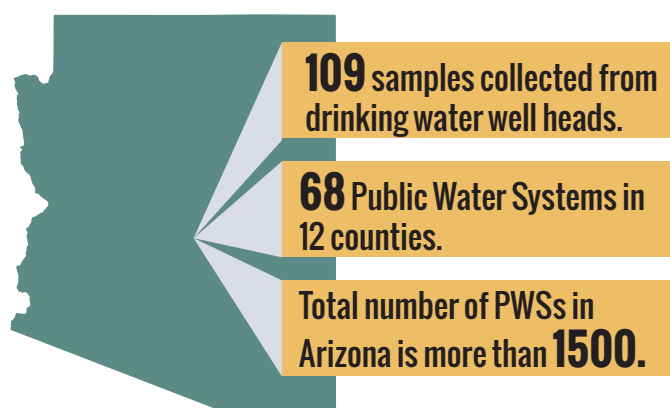 109 samples collected from
drinking water well heads.
68 Public Water Systems in
12 counties.
Total number of PWSs in
Arizona is more than 1500.